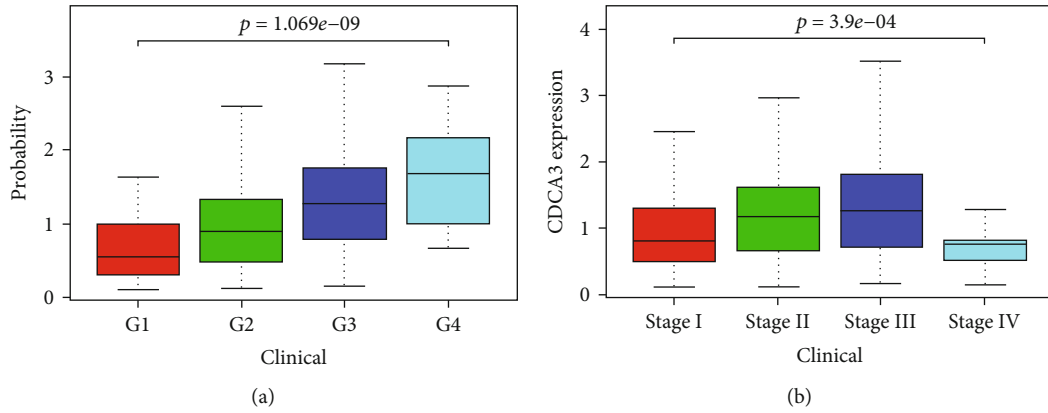 p = 1.069e−09
Probability
3
2
1
0
G1 G2 G3 G4
Clinical
(a)
p = 3.9e−04
CDCA3 expression
4
3
2
1
0
Stage I Stage II Stage III Stage IV
Clinical
(b)